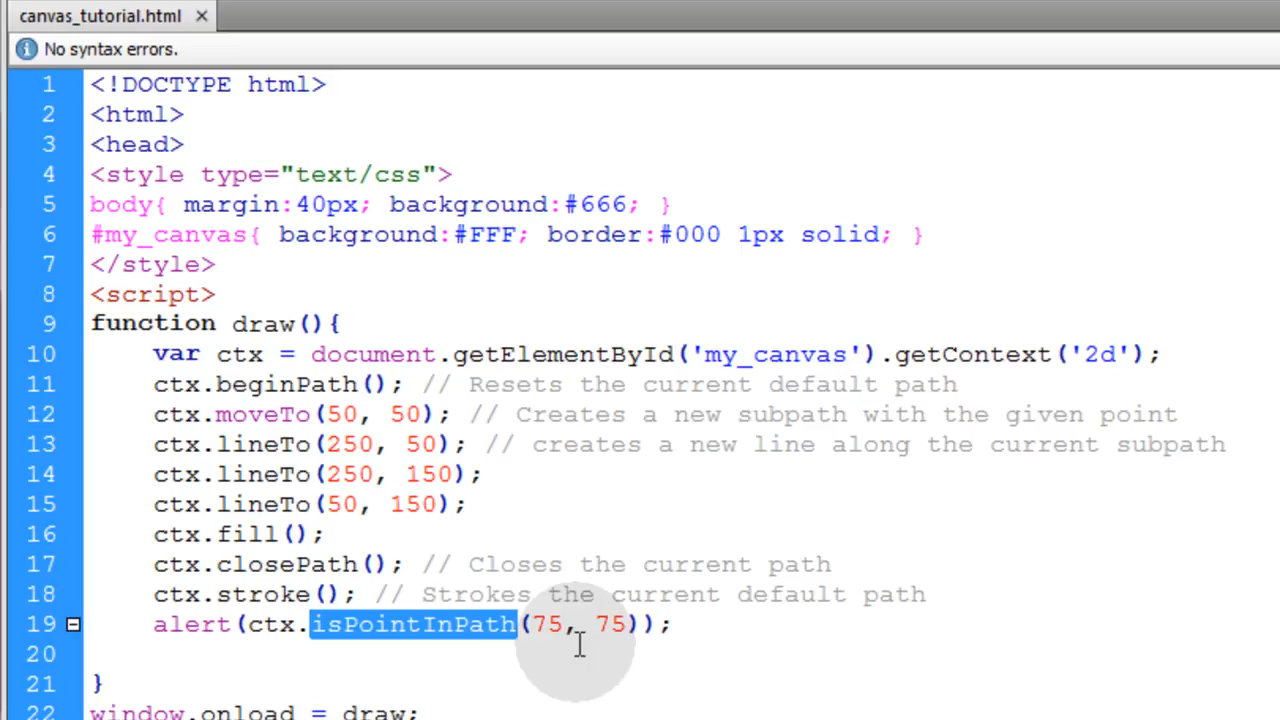 canvas_tutorial.html ×
No syntax errors.
1 <!DOCTYPE html>
2 <html>
3 <head>
4 <style type="text/css">
5 body{ margin:40px; background:#666; }
6 #my_canvas{ background:#FFF; border:#000 1px solid; }
7 </style>
8 <script>
9 function draw(){
10 var ctx = document.getElementById('my_canvas').getContext('2d');
11 ctx.beginPath(); // Resets the current default path
12 ctx.moveTo(50, 50); // Creates a new subpath with the given point
13 ctx.lineTo(250, 50); // creates a new line along the current subpath
14 ctx.lineTo(250, 150);
15 ctx.lineTo(50, 150);
16 ctx.fill();
17 ctx.closePath(); // Closes the current path
18 ctx.stroke(); // Strokes the current default path
19 alert(ctx.isPointInPath(75, 75));
20
21 }
22 window.onload = draw;